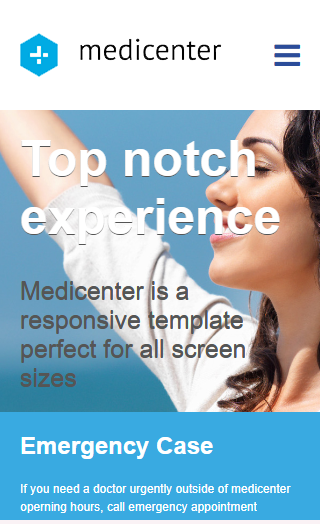 medicenter
Top notch
experience
Medicenter is a
responsive template
perfect for all screen
sizes
Emergency Case
If you need a doctor urgently outside of medicenter
operning hours, call emergency appointment